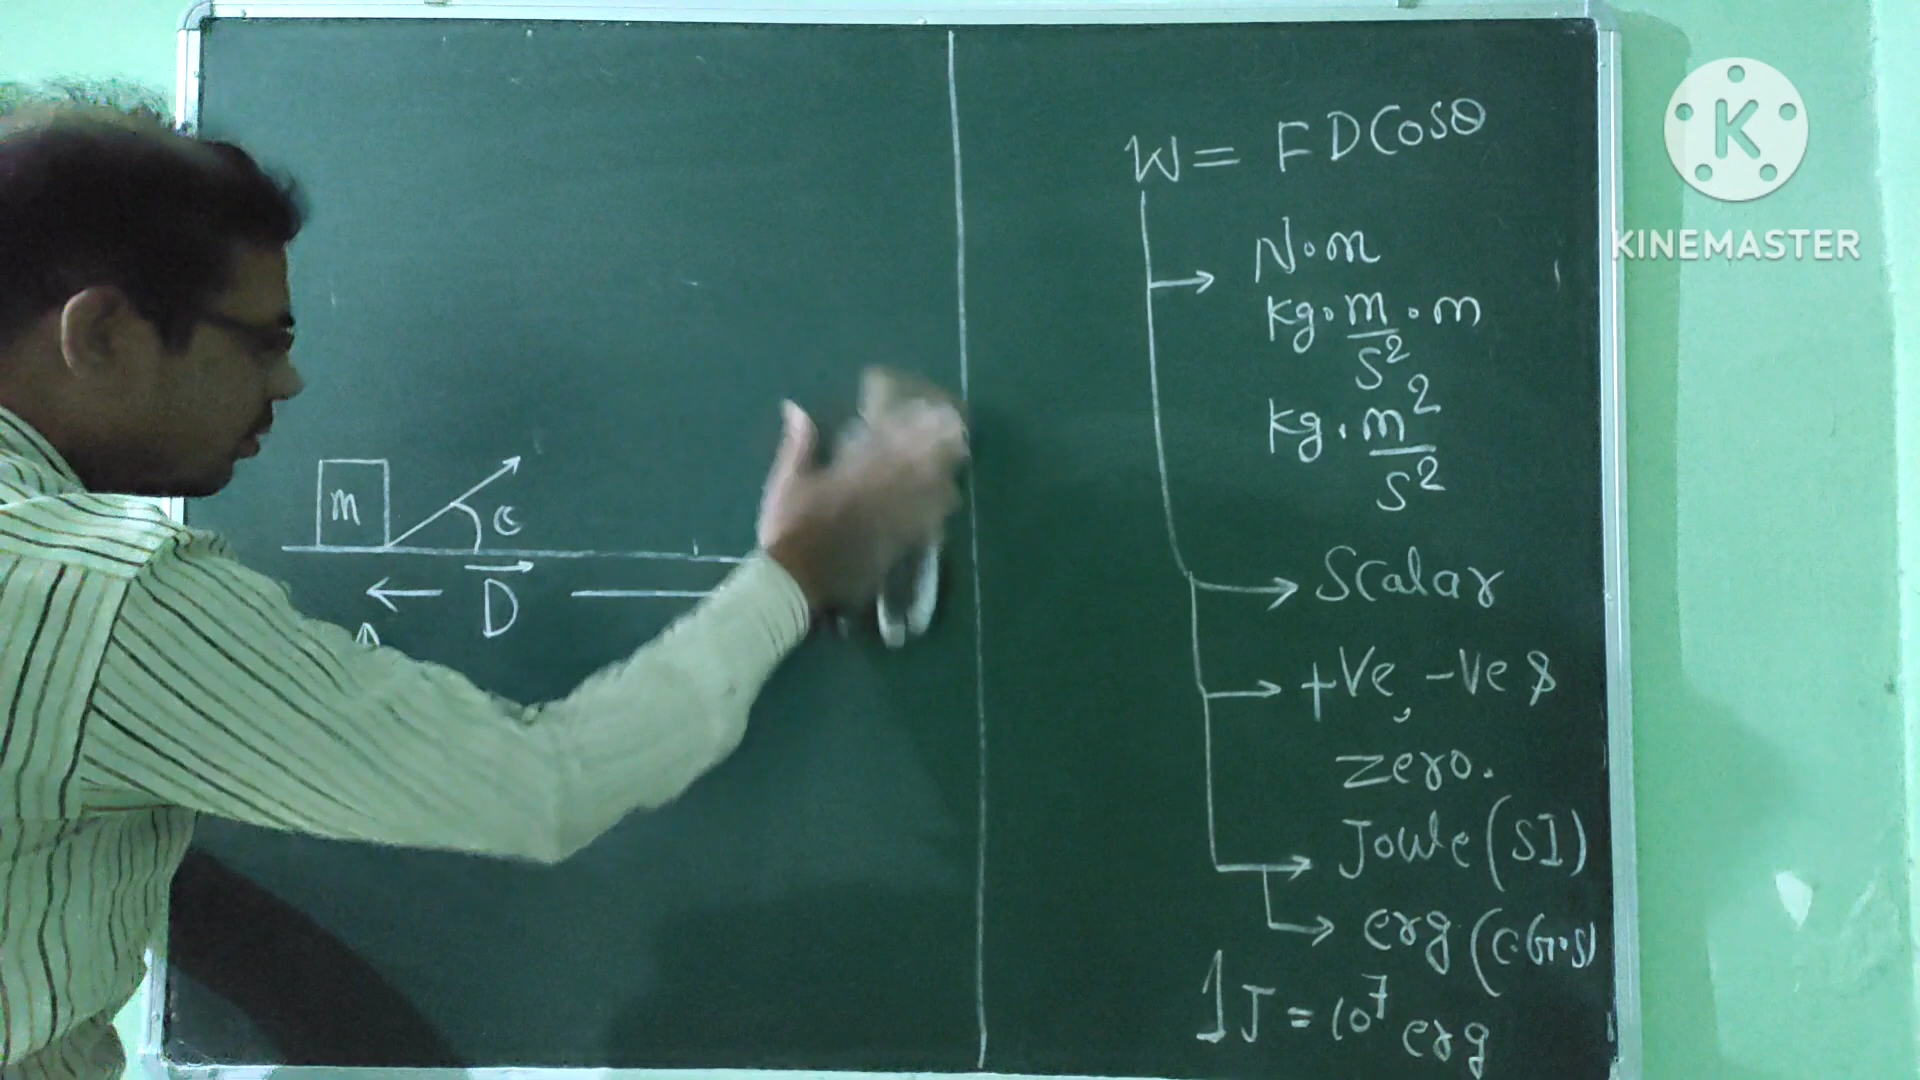 m
D
W = FDCosθ
N·m
Kg·m/s²·m
Kg·m²/s²
Scalar
+Ve, -Ve &
Zero.
Joule (SI)
erg (C.G.S)
1J = 10⁷ erg
K
KINEMASTER